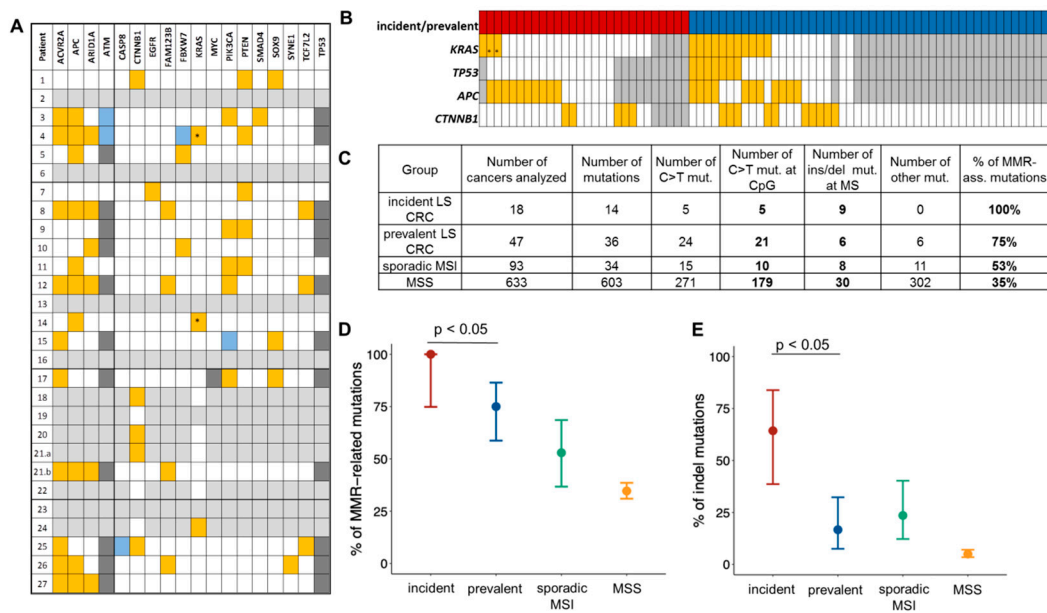 A
Patient
ACVR2A
APC
ARID1A
ATM
CASP8
CTNNB1
EGFR
FAM123B
FBXW7
KRAS
MYC
PIK3CA
PTEN
SMAD4
SOX9
SYNE1
TCF7L2
TP53
1
2
3
4 *
5
6
7
8
9
10
11
12
13
14 *
15
16
17
18
19
20
21.a
21.b
22
23
24
25
26
27
B
incident/prevalent
KRAS * *
TP53
APC
CTNNB1
C
Group | Number of cancers analyzed | Number of mutations | Number of C>T mut. | Number of C>T mut. at CpG | Number of ins/del mut. at MS | Number of other mut. | % of MMR-ass. mutations
incident LS CRC | 18 | 14 | 5 | 5 | 9 | 0 | 100%
prevalent LS CRC | 47 | 36 | 24 | 21 | 6 | 6 | 75%
sporadic MSI | 93 | 34 | 15 | 10 | 8 | 11 | 53%
MSS | 633 | 603 | 271 | 179 | 30 | 302 | 35%
D
p < 0.05
% of MMR-related mutations
100
75
50
25
0
incident prevalent sporadic MSI MSS
E
p < 0.05
% of indel mutations
100
75
50
25
0
incident prevalent sporadic MSI MSS